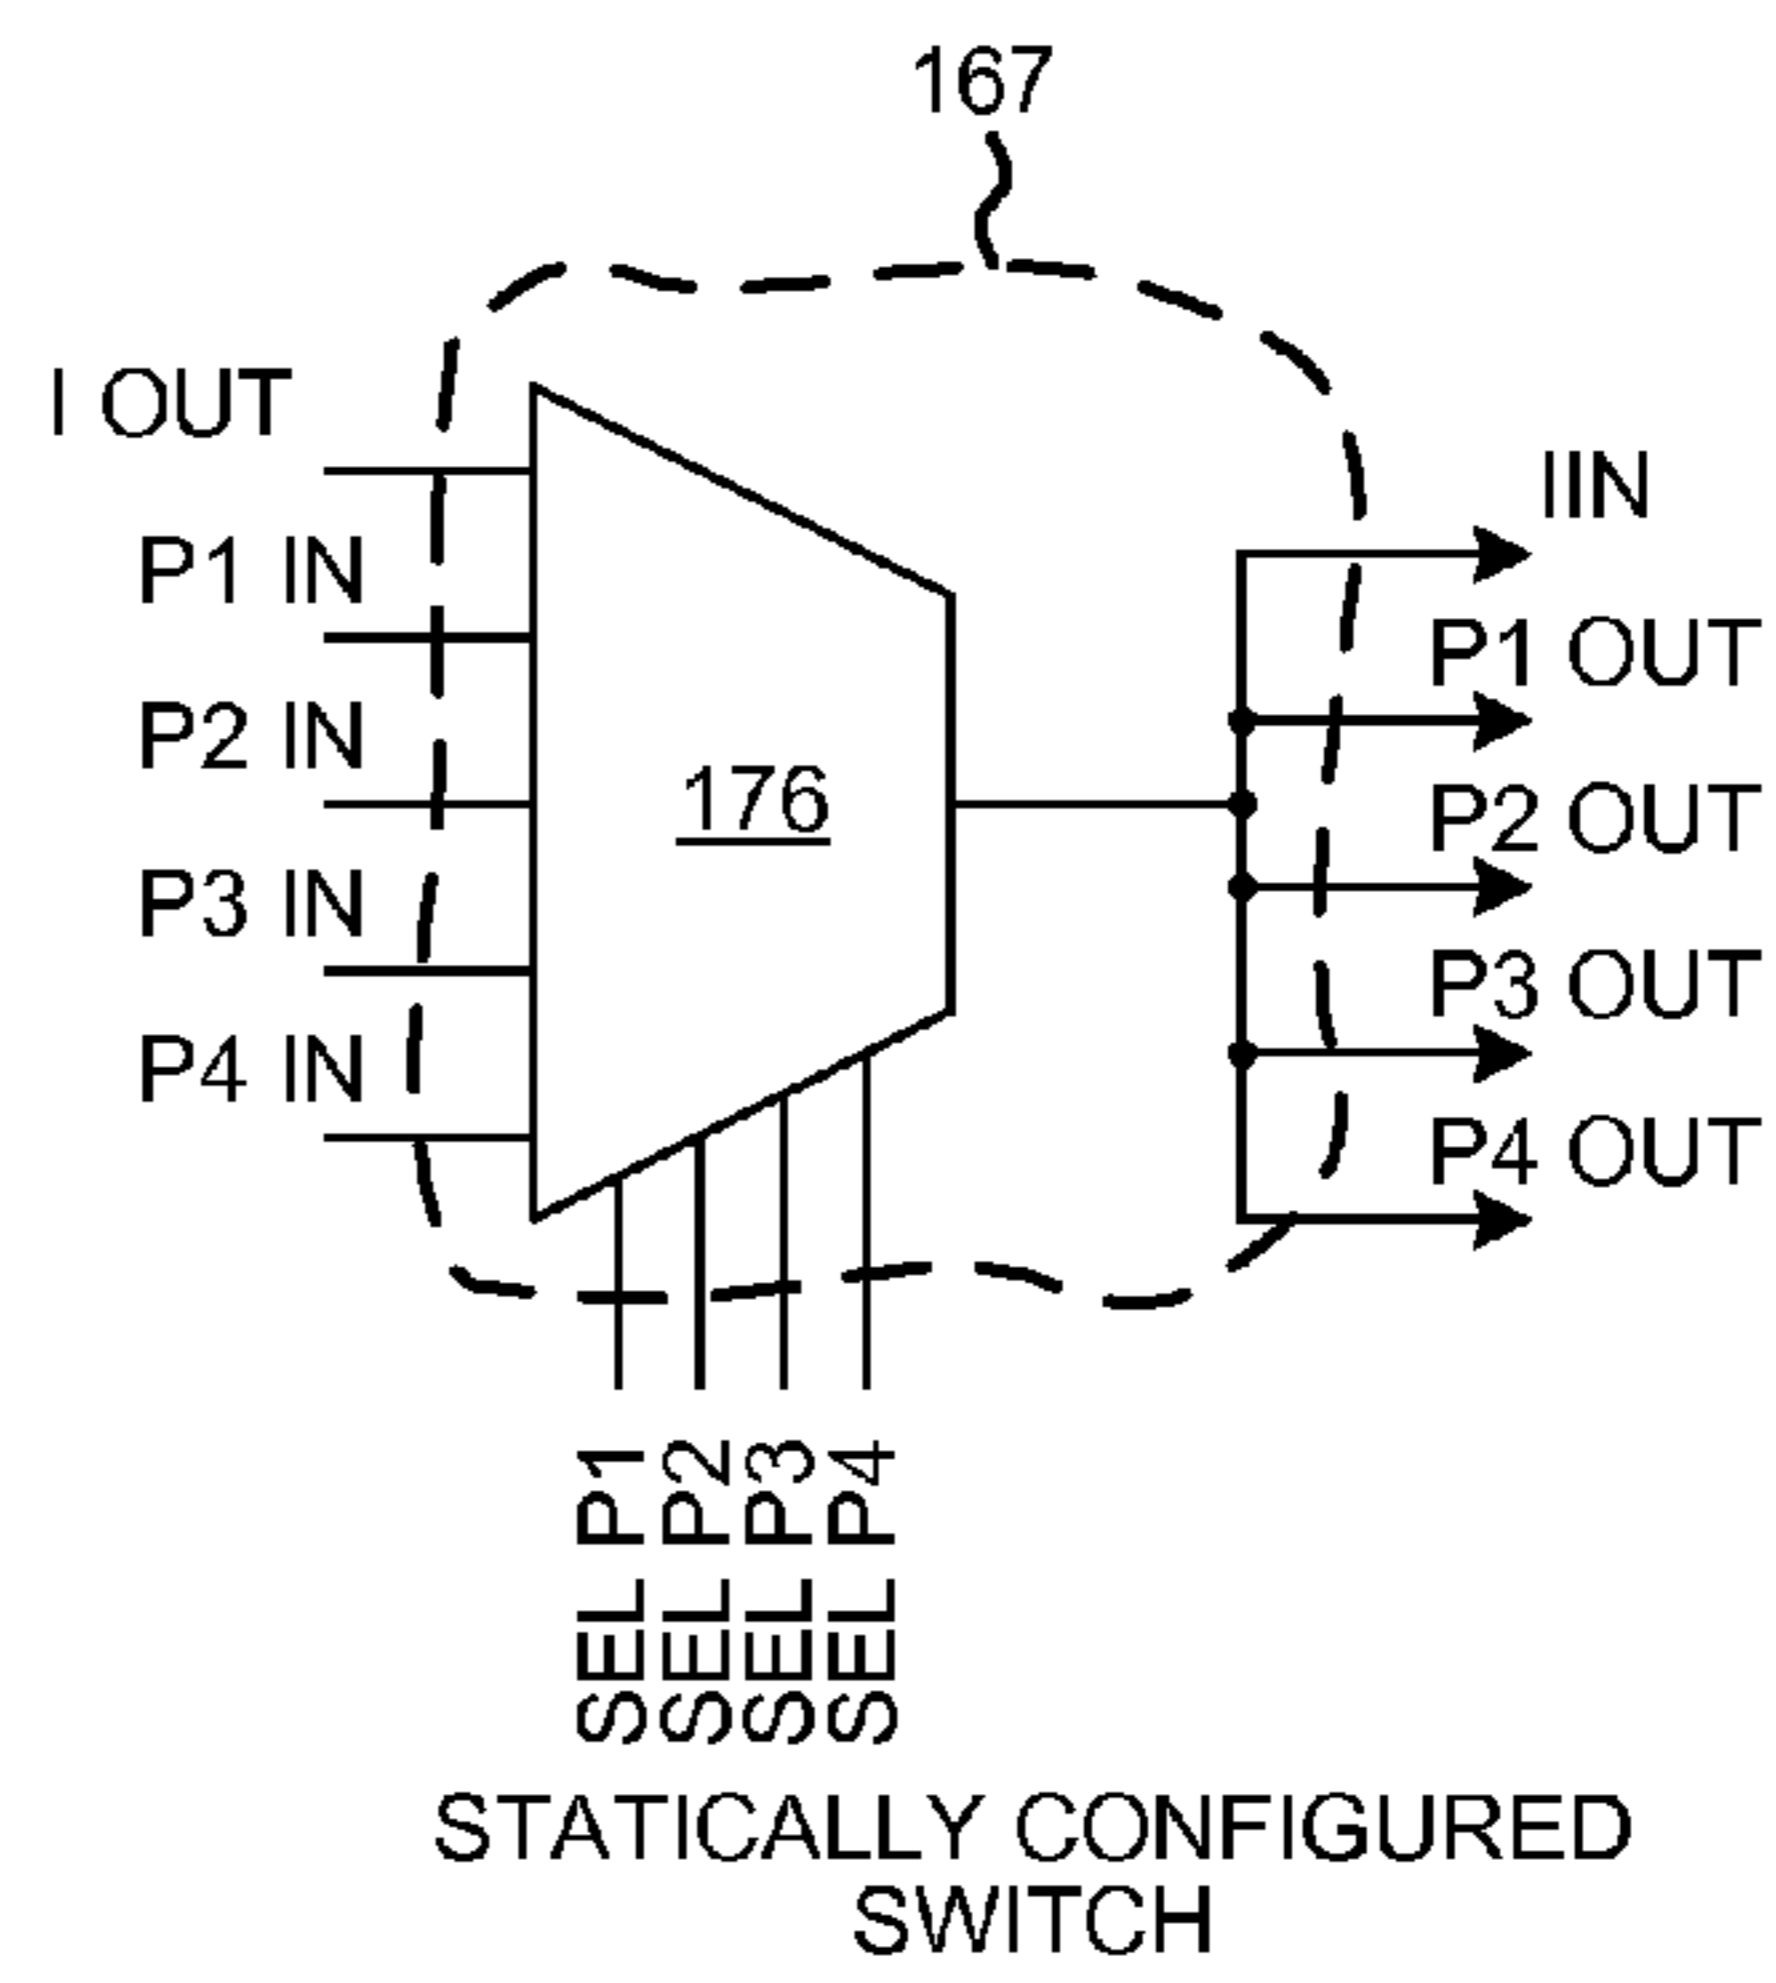 167
I OUT
P1 IN
P2 IN
P3 IN
P4 IN
176
IIN
P1 OUT
P2 OUT
P3 OUT
P4 OUT
SEL P1
SEL P2
SEL P3
SEL P4
STATICALLY CONFIGURED
SWITCH